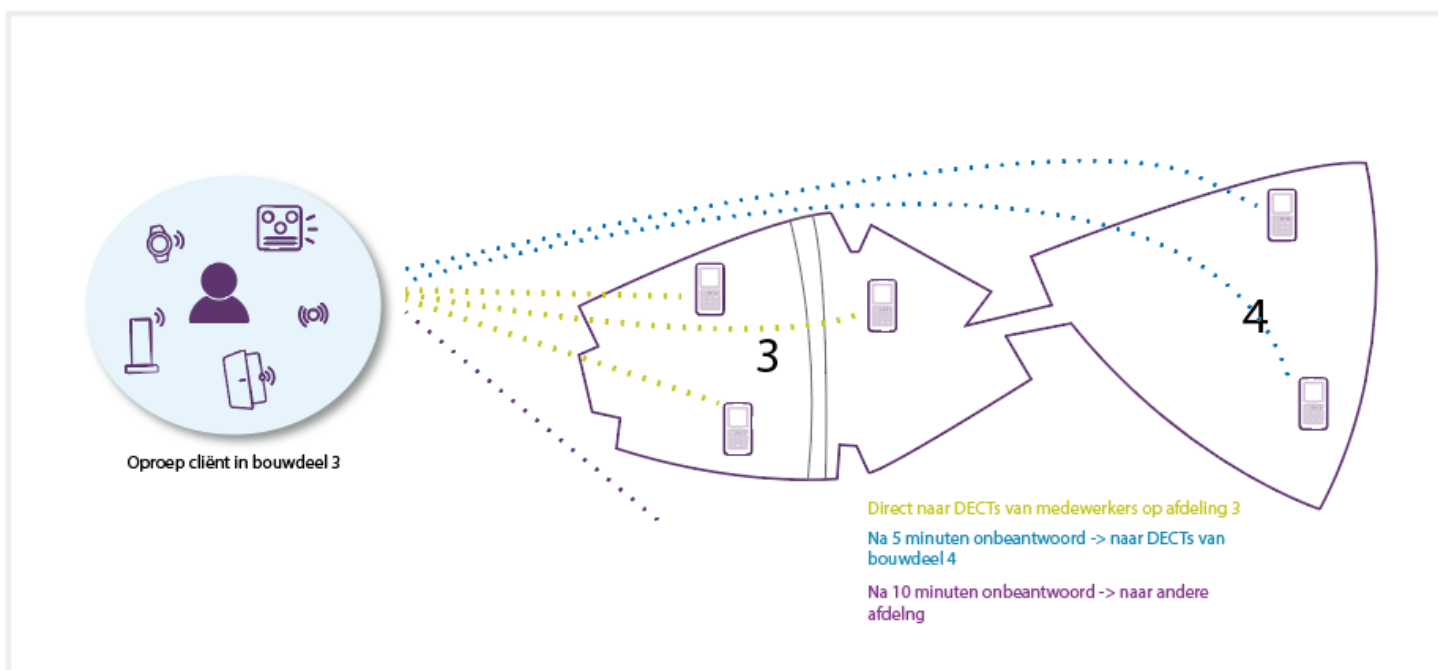 3
4
Oproep cliënt in bouwdeel 3
Direct naar DECTs van medewerkers op afdeling 3
Na 5 minuten onbeantwoord -> naar DECTs van
bouwdeel 4
Na 10 minuten onbeantwoord -> naar andere
afdelng